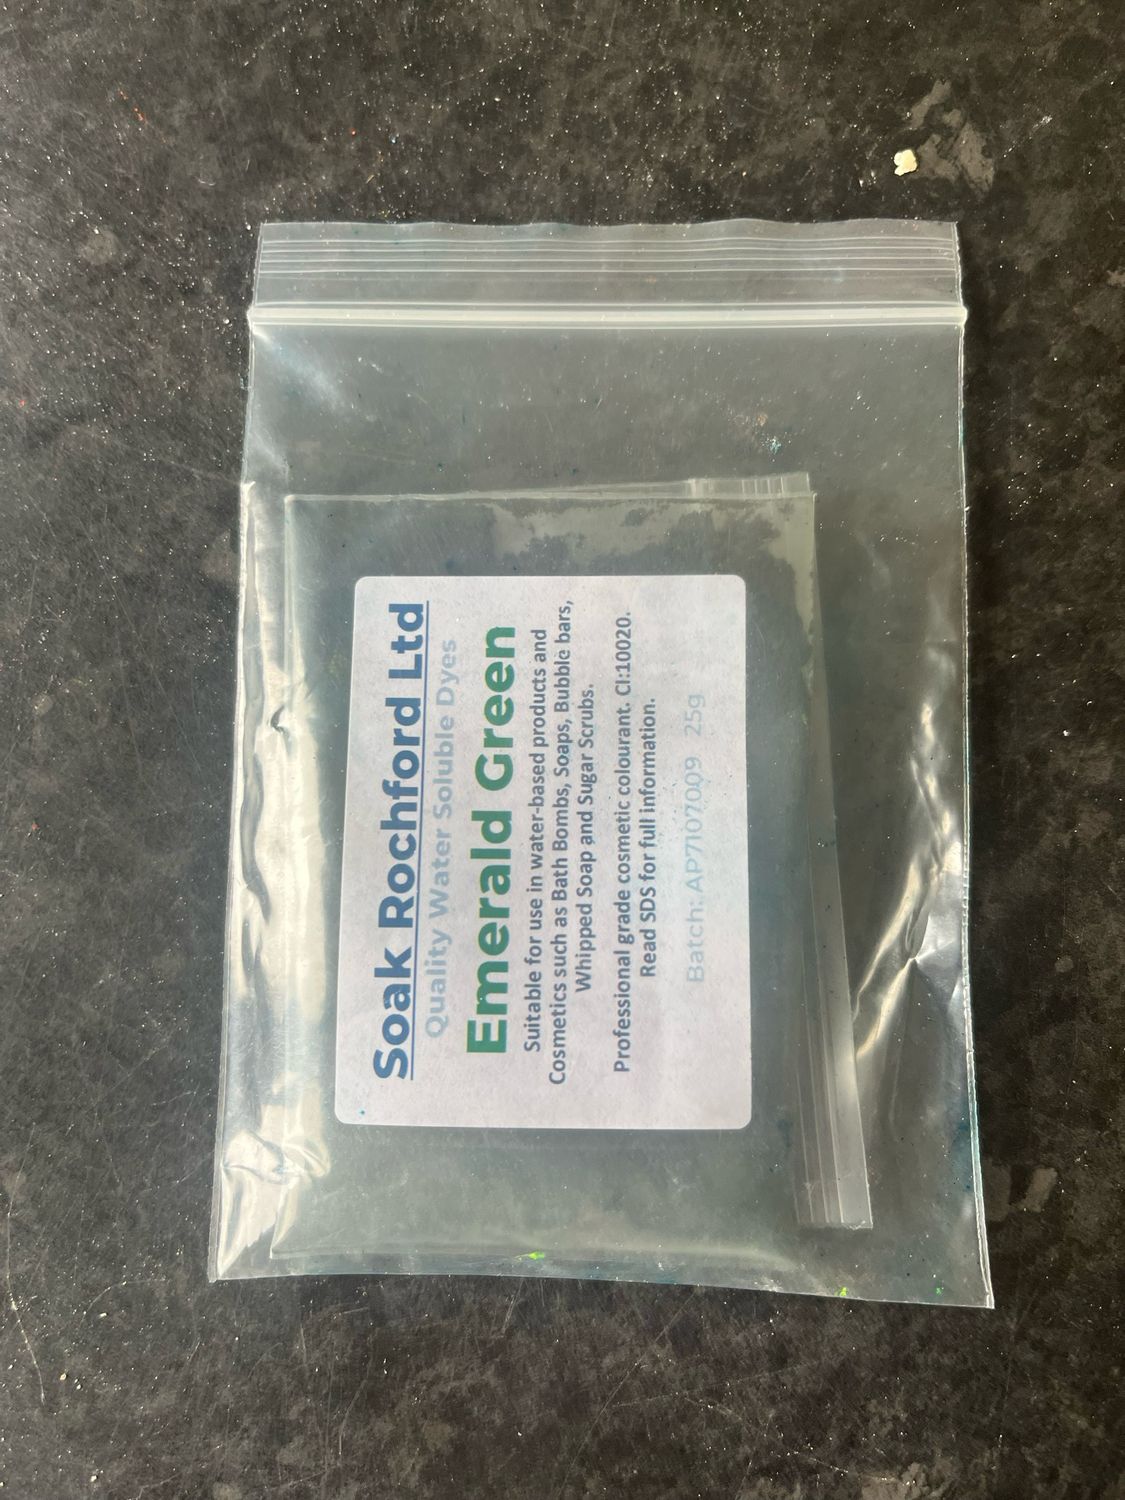 Soak Rochford Ltd
Quality Water Soluble Dyes
Emerald Green
Suitable for use in water-based products and
Cosmetics such as Bath Bombs, Soaps, Bubble bars,
Whipped Soap and Sugar Scrubs.
Professional grade cosmetic colourant. CI:10020.
Read SDS for full information.
Batch: AP7107009 25g